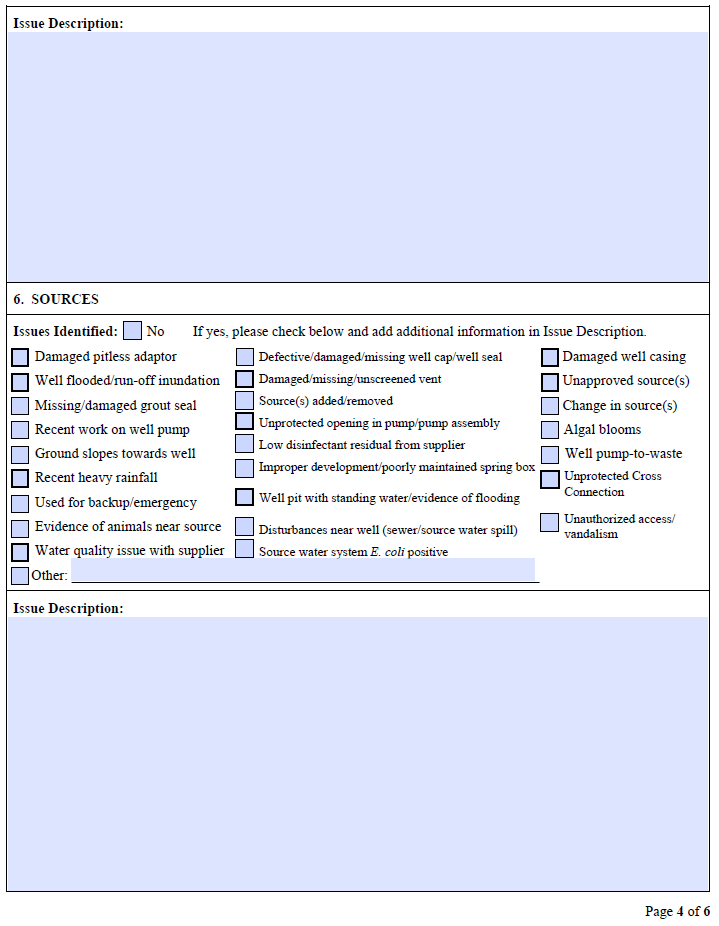 Issue Description:
6. SOURCES
Issues Identified: No If yes, please check below and add additional information in Issue Description.
Damaged pitless adaptor
Well flooded/run-off inundation
Missing/damaged grout seal
Recent work on well pump
Ground slopes towards well
Recent heavy rainfall
Used for backup/emergency
Evidence of animals near source
Water quality issue with supplier
Defective/damaged/missing well cap/well seal
Damaged/missing/unscreened vent
Source(s) added/removed
Unprotected opening in pump/pump assembly
Low disinfectant residual from supplier
Improper development/poorly maintained spring box
Well pit with standing water/evidence of flooding
Disturbances near well (sewer/source water spill)
Source water system E. coli positive
Damaged well casing
Unapproved source(s)
Change in source(s)
Algal blooms
Well pump-to-waste
Unprotected Cross
Connection
Unauthorized access/
vandalism
Other:
Issue Description:
Page 4 of 6